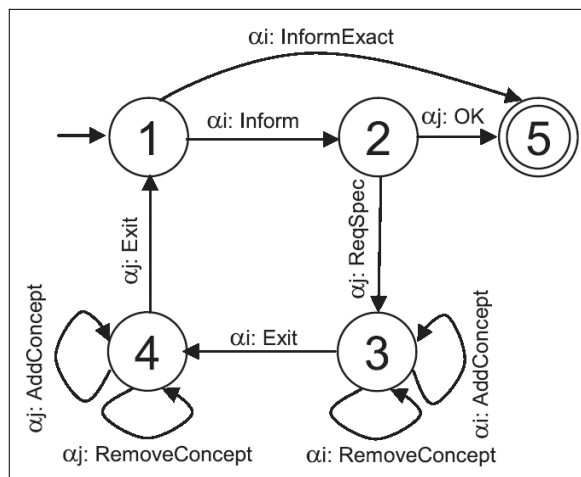 αi: InformExact
1
αi: Inform
2
αj: OK
5
αj: Exit
αj: ReqSpec
4
αi: Exit
3
αj: AddConcept
αi: AddConcept
αj: RemoveConcept
αi: RemoveConcept